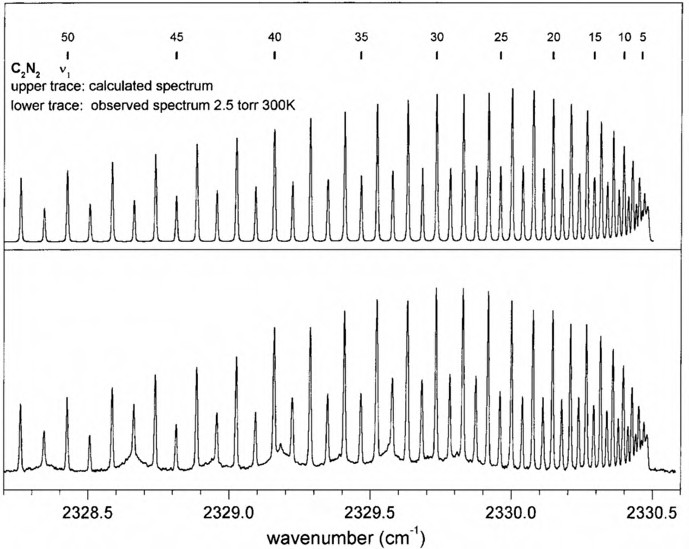 50 45 40 35 30 25 20 15 10 5
C₂N₂ ν₁
upper trace: calculated spectrum
lower trace: observed spectrum 2.5 torr 300K
2328.5 2329.0 2329.5 2330.0 2330.5
wavenumber (cm⁻¹)